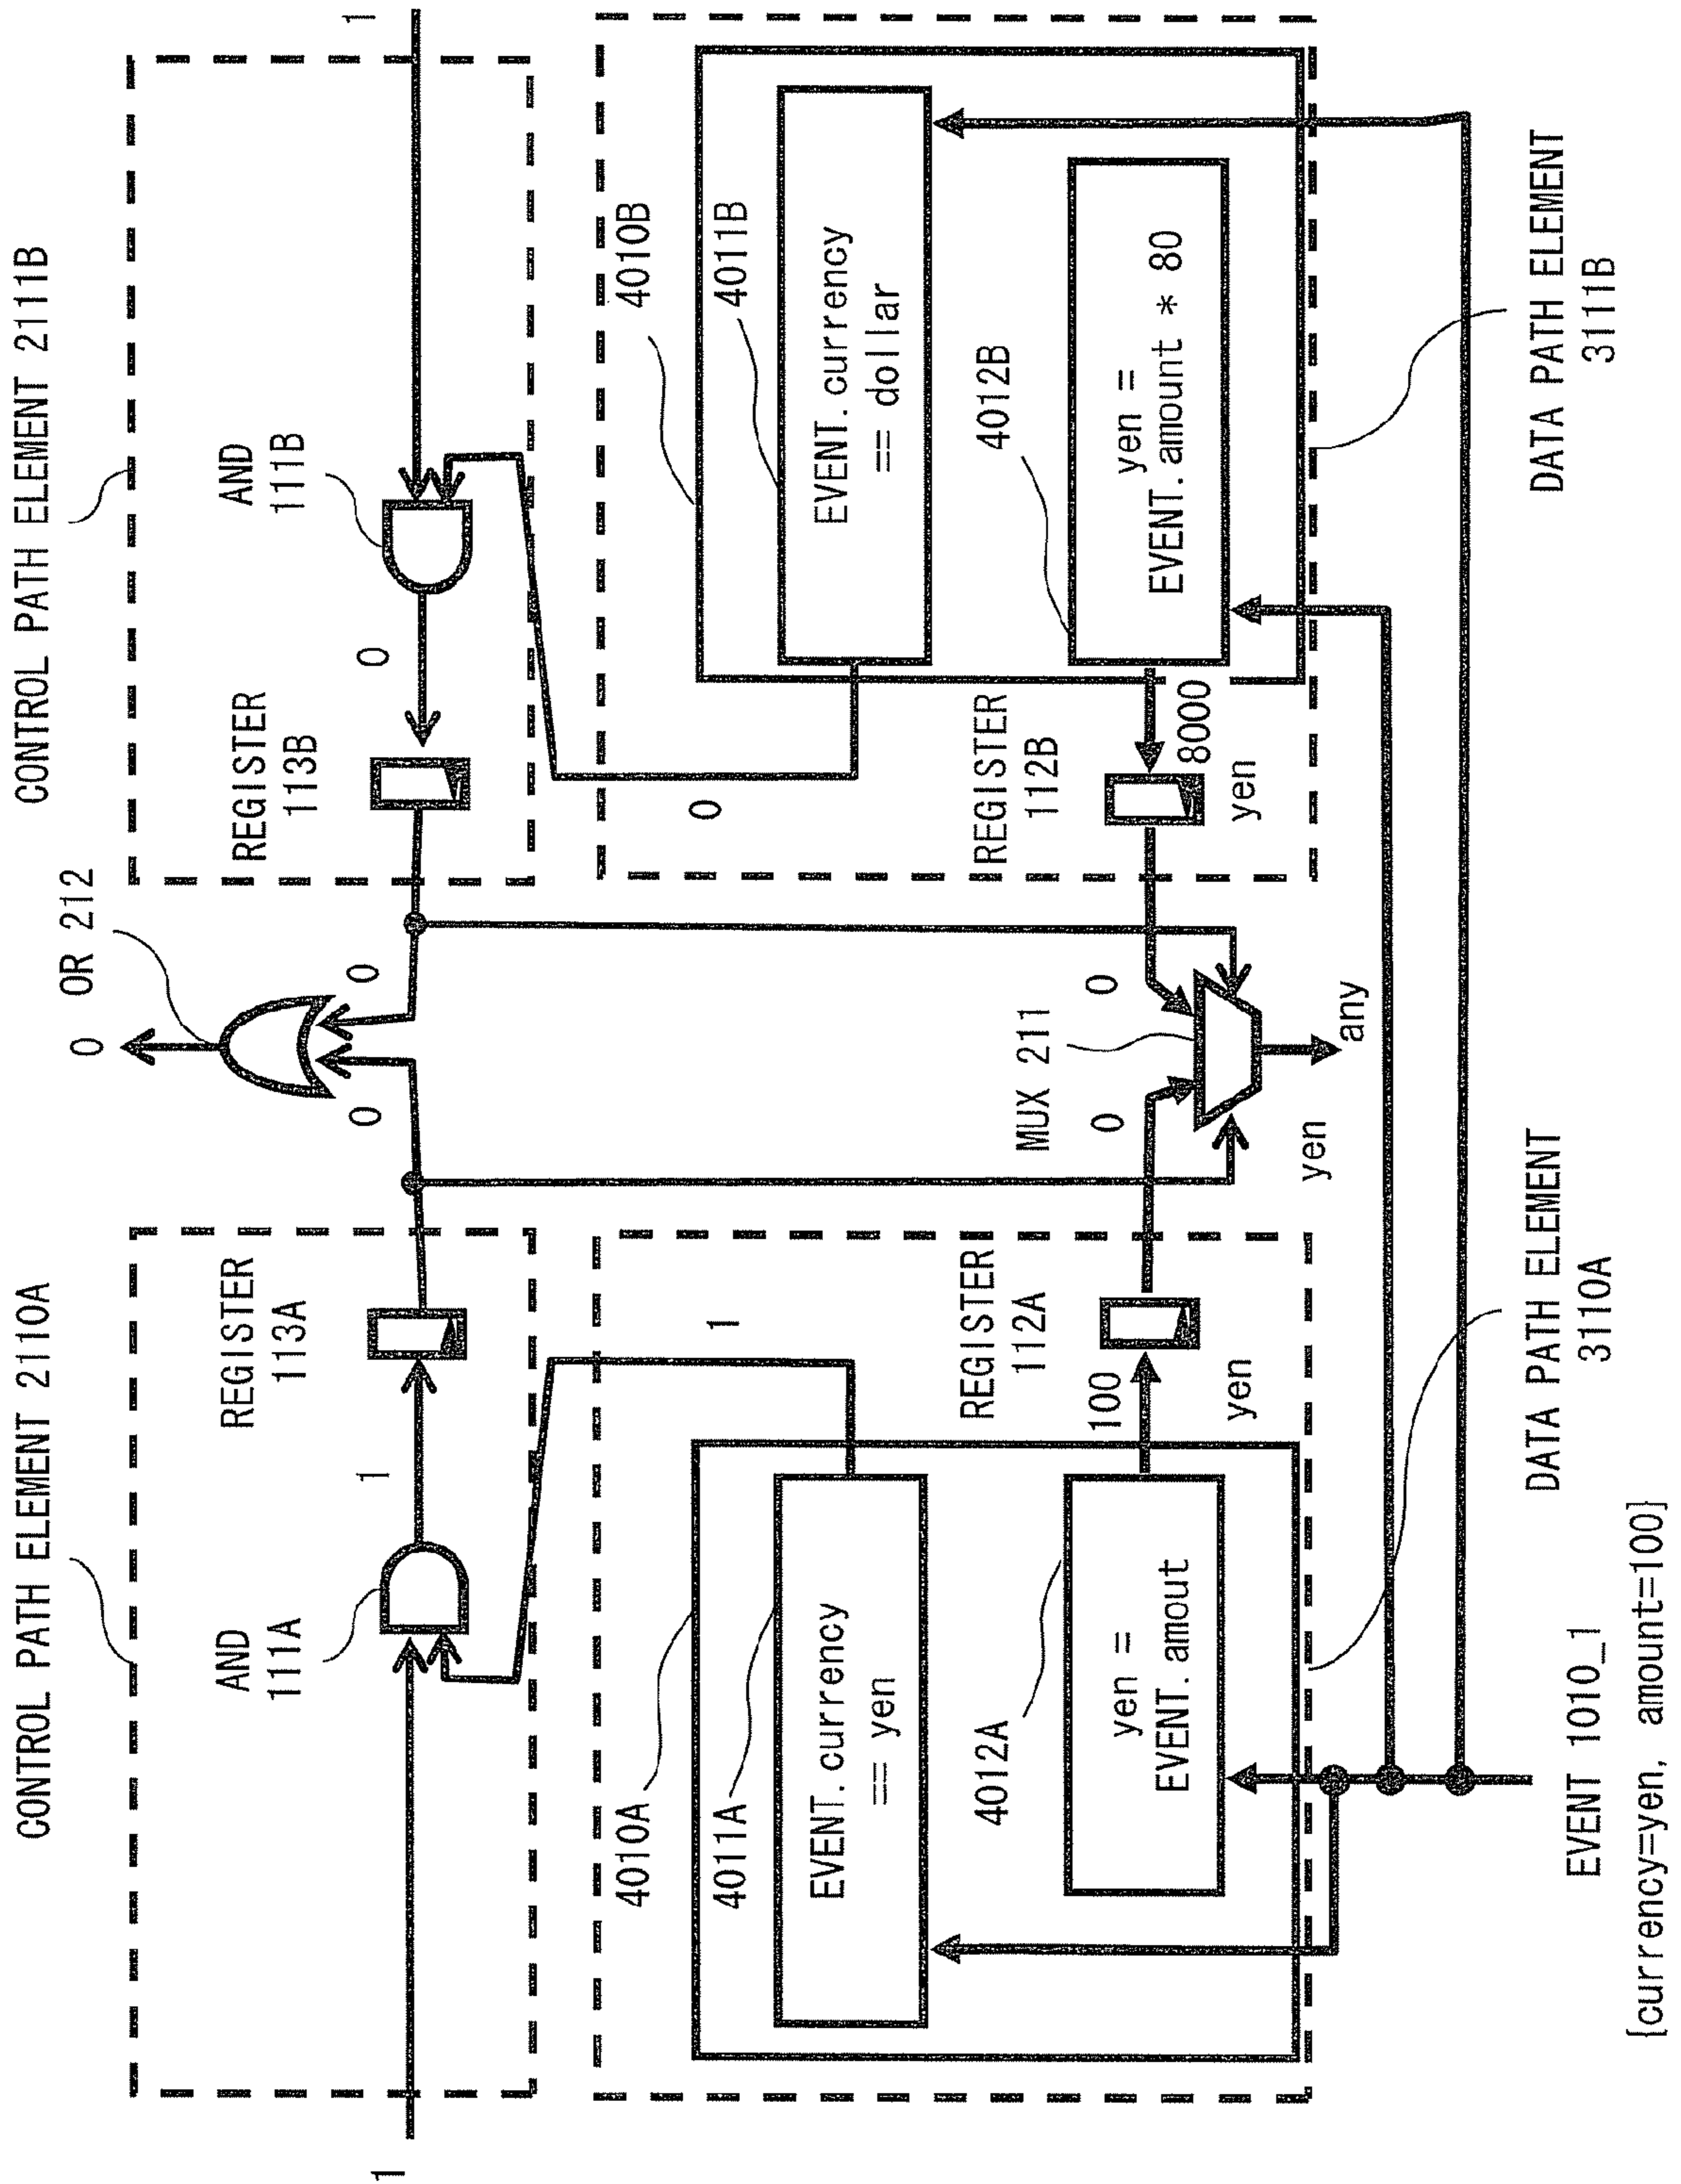 CONTROL PATH ELEMENT 2110A
CONTROL PATH ELEMENT 2111B
OR 212
0
1
AND
111A
1
REGISTER
113A
0
0
REGISTER
113B
0
AND
111B
1
4010A
4011A
EVENT.currency
== yen
1
4012A
yen =
EVENT.amout
REGISTER
112A
100
yen
MUX 211
0
0
yen
any
0
REGISTER
112B
8000
yen
4010B
4011B
EVENT.currency
== dollar
4012B
yen =
EVENT.amount * 80
DATA PATH ELEMENT
3110A
DATA PATH ELEMENT
3111B
EVENT 1010_1
{currency=yen, amount=100}